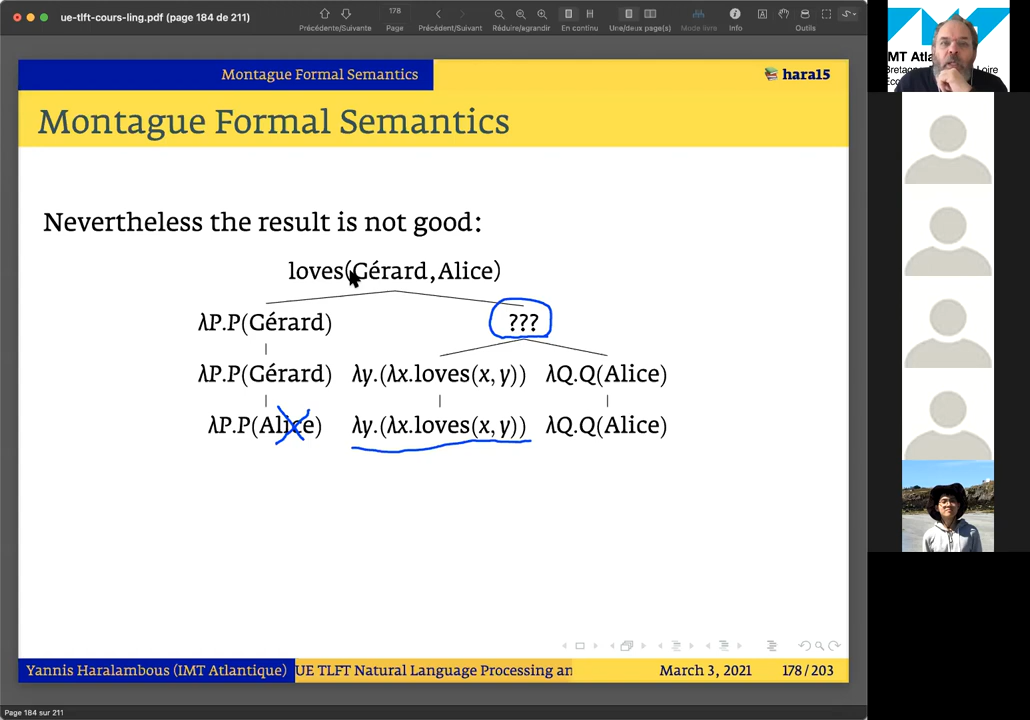 ue-tlft-cours-ling.pdf (page 184 de 211)
178
Précédente/Suivante
Page
Précédent/Suivant
Réduire/agrandir
En continu
Une/deux page(s)
Mode livre
Info
Outils
Montague Formal Semantics
hara15
Montague Formal Semantics
Nevertheless the result is not good:
loves(Gérard,Alice)
λP.P(Gérard) ???
λP.P(Gérard) λy.(λx.loves(x, y)) λQ.Q(Alice)
λP.P(Alice) λy.(λx.loves(x, y)) λQ.Q(Alice)
Yannis Haralambous (IMT Atlantique) UE TLFT Natural Language Processing an March 3, 2021 178 / 203
Page 184 sur 211